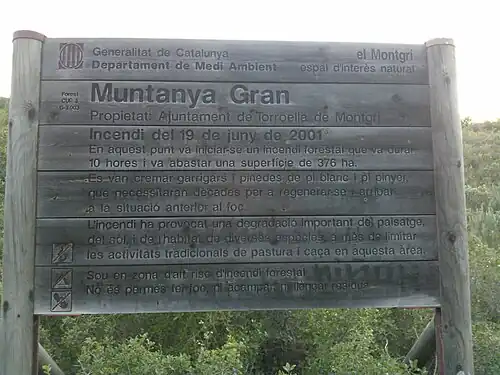 Generalitat de Catalunya
Departament de Medi Ambient
el Montgrí
espai d'interès natural
Forest
Muntanya Gran
Propietat: Ajuntament de Torroella de Montgrí
Incendi del 19 de juny de 2001
En aquest punt va iniciar-se un incendi forestal que va durar
10 hores i va abastar una superfície de 376 ha.
Es van cremar garrigars i pinedes de pi blanc i pi pinyer,
que necessitaran dècades per a regenerar-se i arribar
a la situació anterior al foc.
L'incendi ha provocat una degradació important del paisatge,
del sòl i de l'hàbitat de diverses espècies, a més de limitar
les activitats tradicionals de pastura i caça en aquesta àrea.
Sou en zona d'alt risc d'incendi forestal
No és permès fer foc, ni acampar, ni llençar residus